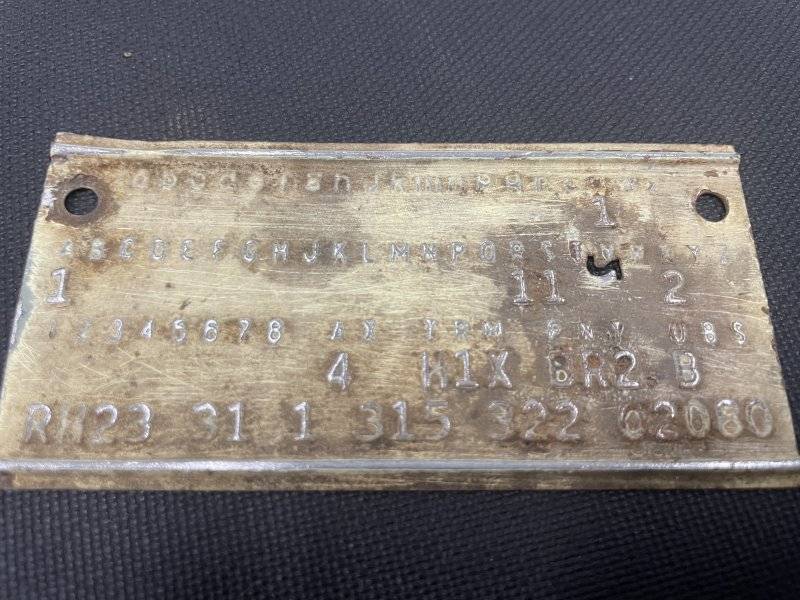 1
A B C D E F G H J K L M N P Q R S T
1 11 5 2
1 2 3 4 5 6 7 8 AX TRM PNT UBS
4 H1X BR2 B
RH23 31 1 315 322 02080